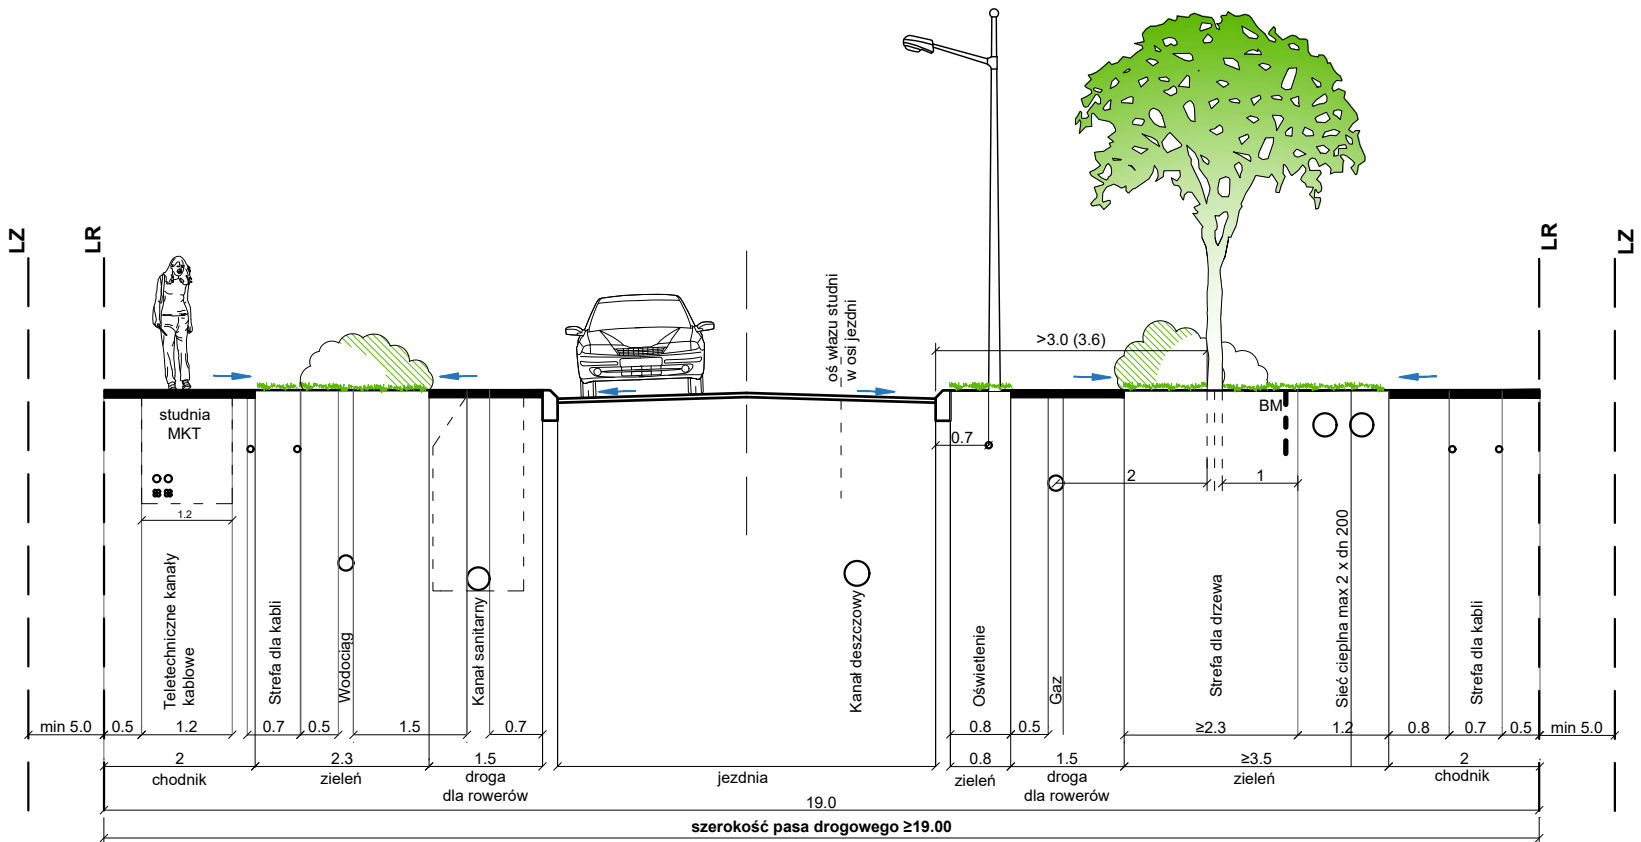 LZ
LR
LR
LZ
oś włazu studni
w osi jezdni
>3.0 (3.6)
studnia
MKT
BM
0.7
2
1
1.2
Teletechniczne kanały
kablowe
Strefa dla kabli
Wodociąg
Kanał sanitarny
Kanał deszczowy
Oświetlenie
Gaz
Strefa dla drzewa
Sieć cieplna max 2 x dn 200
Strefa dla kabli
min 5.0
0.5
1.2
0.7
0.5
1.5
0.7
0.8
0.5
≥2.3
1.2
0.8
0.7
0.5
min 5.0
2
2.3
1.5
0.8
1.5
≥3.5
2
chodnik
zieleń
droga
dla rowerów
jezdnia
zieleń
droga
dla rowerów
zieleń
chodnik
19.0
szerokość pasa drogowego ≥19.00